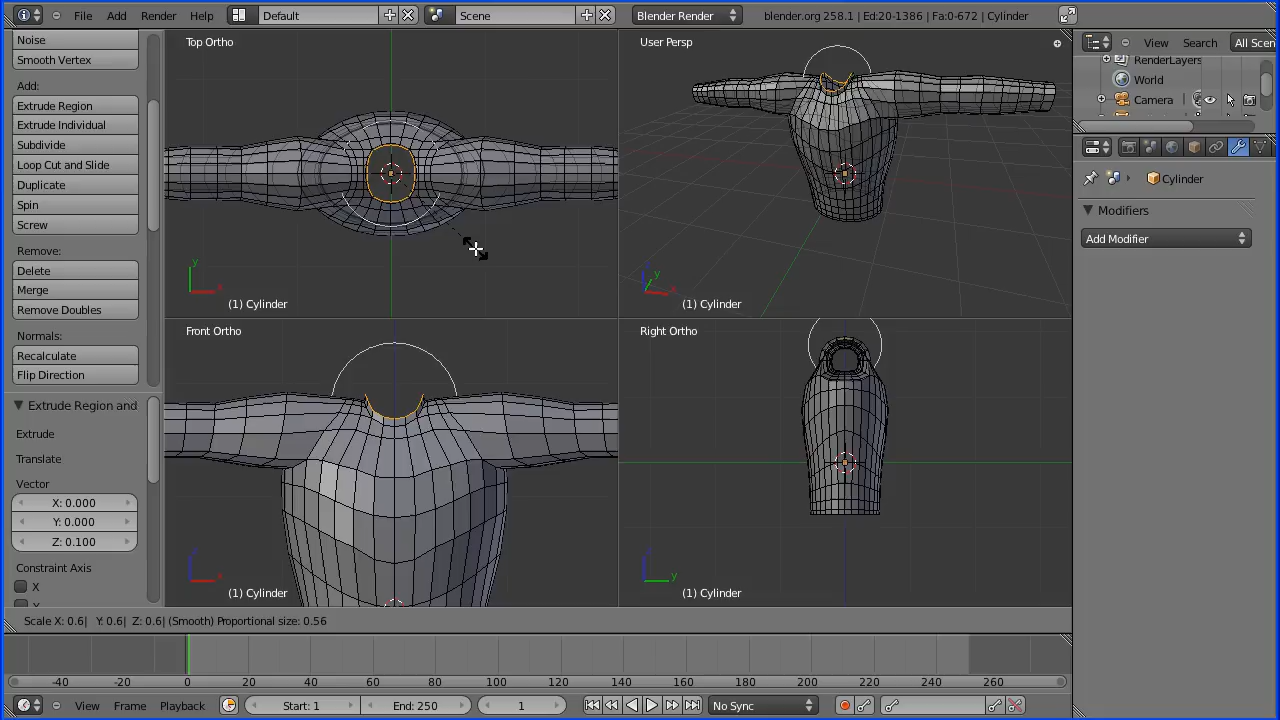 File Add Render Help Default Scene Blender Render blender.org 258.1 | Ed:20-1386 | Fa:0-672 | Cylinder
Noise
Smooth Vertex
Add:
Extrude Region
Extrude Individual
Subdivide
Loop Cut and Slide
Duplicate
Spin
Screw
Remove:
Delete
Merge
Remove Doubles
Normals:
Recalculate
Flip Direction
Extrude Region and
Extrude
Translate
Vector
X: 0.000
Y: 0.000
Z: 0.100
Constraint Axis
X
Top Ortho
y
x
(1) Cylinder
User Persp
y
x
(1) Cylinder
Front Ortho
x
(1) Cylinder
Right Ortho
y
(1) Cylinder
View Search All Scen
RenderLayers
World
Camera |
Cylinder
Modifiers
Add Modifier
Scale X: 0.6| Y: 0.6| Z: 0.6| (Smooth) Proportional size: 0.56
-40 -20 0 20 40 60 80 100 120 140 160 180 200 220 240 260
View Frame Playback Start: 1 End: 250 1 No Sync